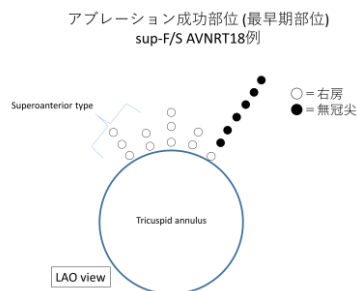 アブレーション成功部位 (最早期部位)
sup-F/S AVNRT18例
Superoanterior type
○ = 右房
● = 無冠尖
Tricuspid annulus
LAO view